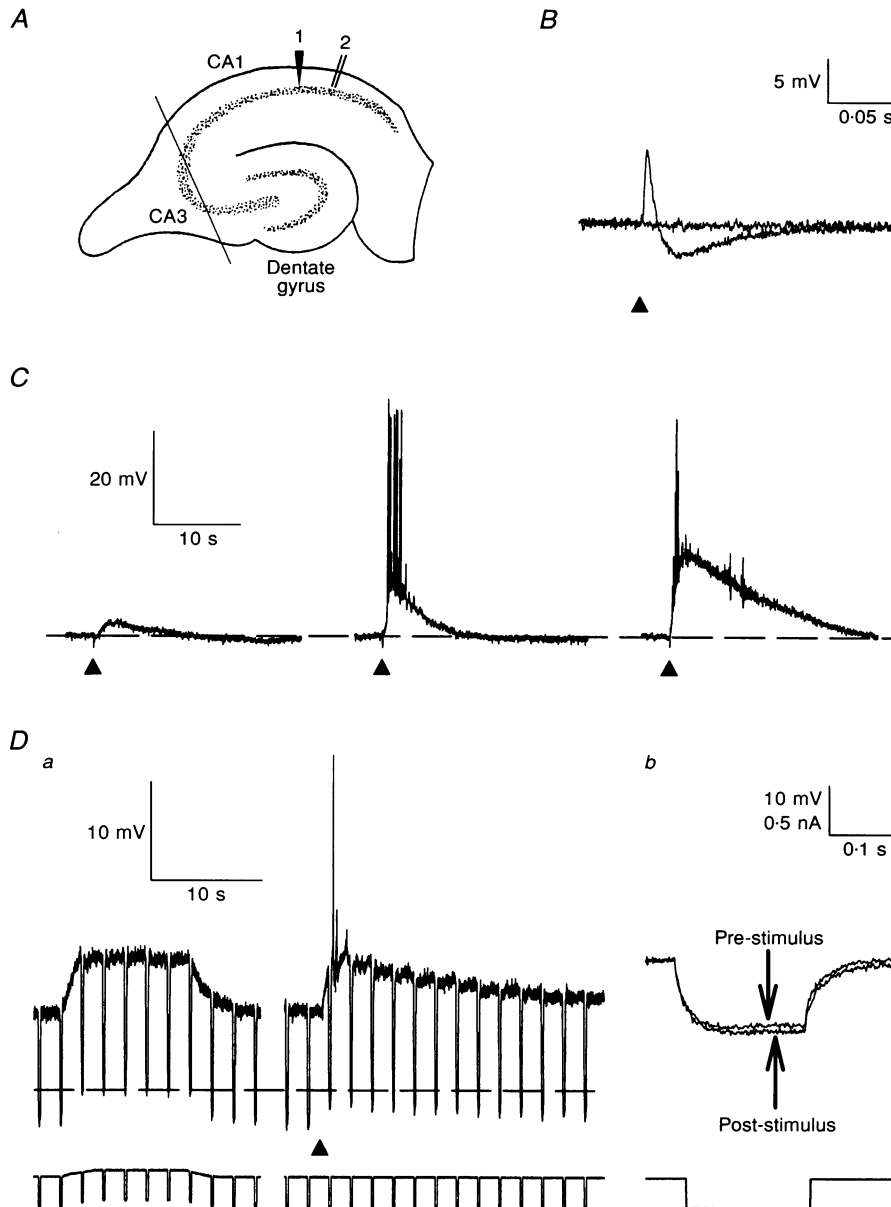 A
1
2
CA1
CA3
Dentate
gyrus
B
5 mV
0·05 s
C
20 mV
10 s
D
a
10 mV
10 s
b
10 mV
0·5 nA
0·1 s
Pre-stimulus
Post-stimulus